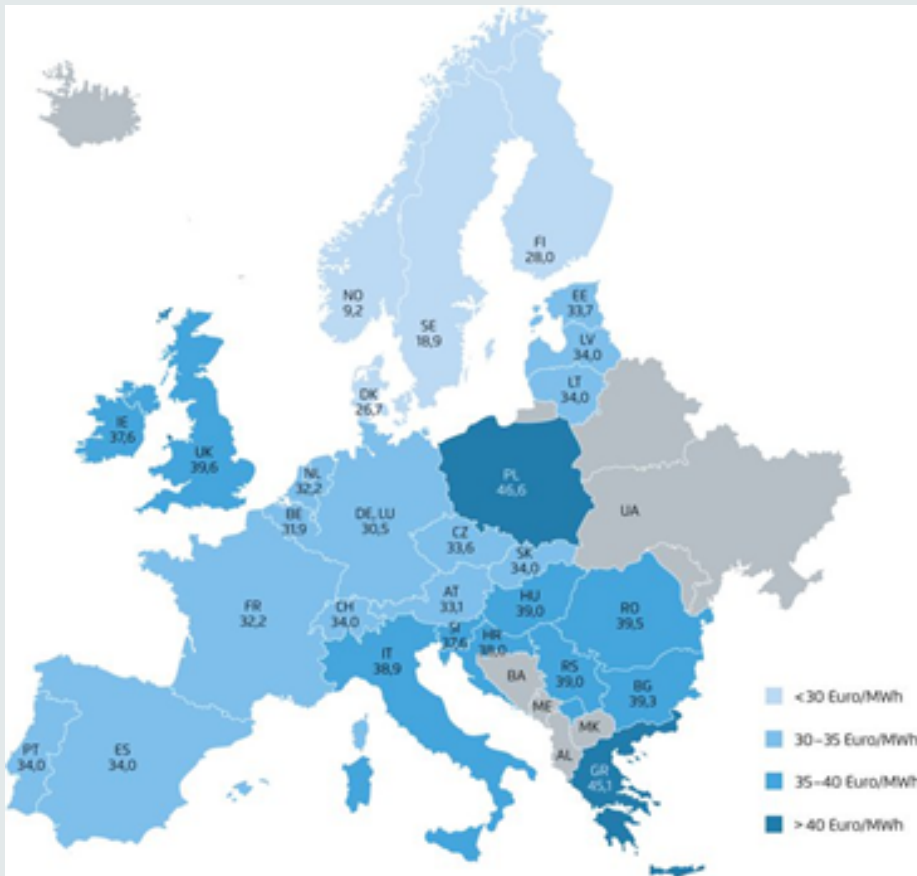 FI
28,0
NO
9,2
SE
18,9
EE
33,7
LV
34,0
LT
34,0
DK
26,7
IE
37,6
UK
39,6
NL
32,2
BE
31,9
DE, LU
30,5
PL
46,6
UA
CZ
33,6
SK
34,0
FR
32,2
CH
34,0
AT
33,1
HU
39,0
RO
39,5
SI
37,6
HR
38,0
IT
38,9
BA
RS
39,0
BG
39,3
ME
MK
AL
GR
45,1
PT
34,0
ES
34,0
<30 Euro/MWh
30–35 Euro/MWh
35–40 Euro/MWh
>40 Euro/MWh